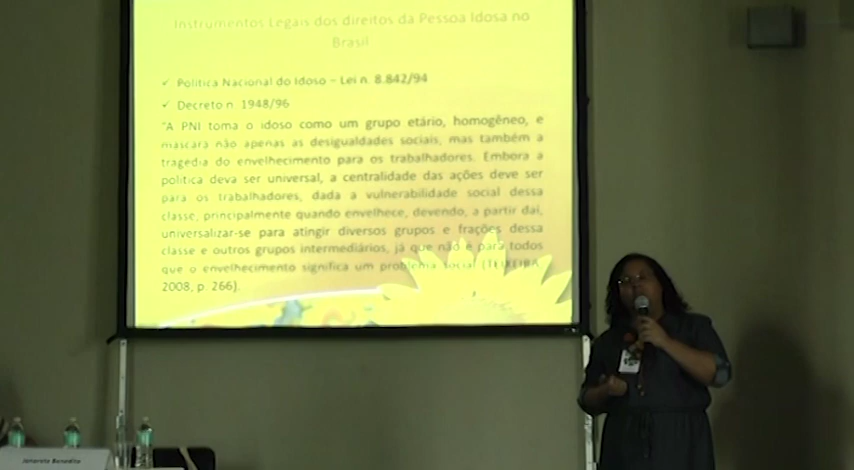 Instrumentos Legais dos direitos da Pessoa Idosa no
Brasil
✓ Política Nacional do Idoso – Lei n. 8.842/94
✓ Decreto n. 1948/96
"A PNI toma o idoso como um grupo etário, homogêneo, e
mascara não apenas as desigualdades sociais, mas também a
tragédia do envelhecimento para os trabalhadores. Embora a
política deva ser universal, a centralidade das ações deve ser
para os trabalhadores, dada a vulnerabilidade social dessa
classe, principalmente quando envelhece, devendo, a partir daí,
universalizar-se para atingir diversos grupos e frações dessa
classe e outros grupos intermediários, já que não é para todos
que o envelhecimento significa um problema social (TEIXEIRA,
2008, p. 266).
Benedito